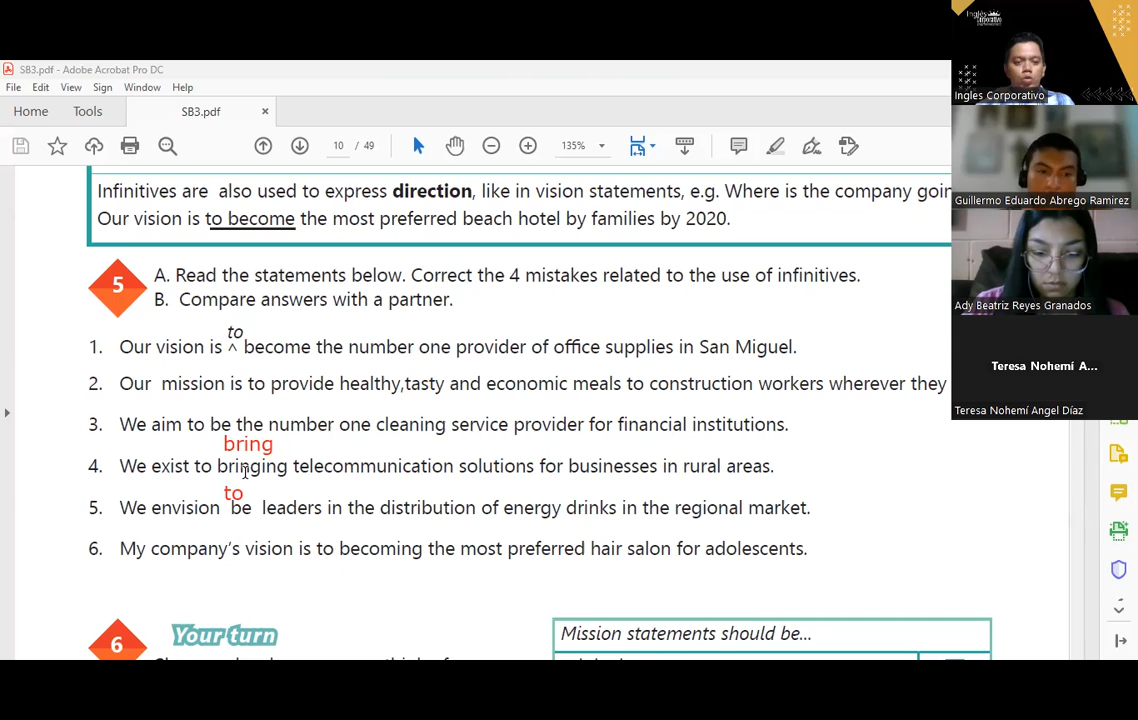 SB3.pdf - Adobe Acrobat Pro DC
File Edit View Sign Window Help
Home Tools SB3.pdf ×
10 / 49 135%
Infinitives are also used to express direction, like in vision statements, e.g. Where is the company goin
Our vision is to become the most preferred beach hotel by families by 2020.
5
A. Read the statements below. Correct the 4 mistakes related to the use of infinitives.
B. Compare answers with a partner.
to
1. Our vision is ^ become the number one provider of office supplies in San Miguel.
2. Our mission is to provide healthy,tasty and economic meals to construction workers wherever they
3. We aim to be the number one cleaning service provider for financial institutions.
bring
4. We exist to bringing telecommunication solutions for businesses in rural areas.
to
5. We envision be leaders in the distribution of energy drinks in the regional market.
6. My company's vision is to becoming the most preferred hair salon for adolescents.
6
Your turn
Mission statements should be...
Inglés
Corporativo
Ingles Corporativo
Guillermo Eduardo Abrego Ramirez
Ady Beatriz Reyes Granados
Teresa Nohemí A...
Teresa Nohemí Angel Díaz